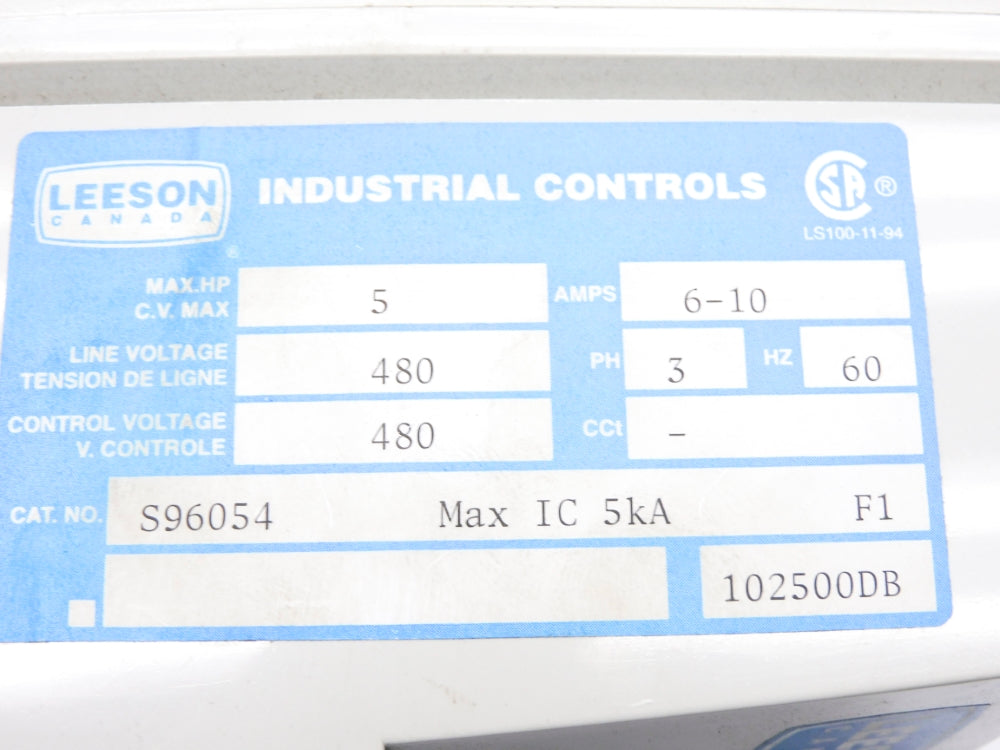 LEESON
CANADA
®
INDUSTRIAL CONTROLS
SA ®
LS100-11-94
MAX.HP
C.V. MAX
5
AMPS
6-10
LINE VOLTAGE
TENSION DE LIGNE
480
PH
3
HZ
60
CONTROL VOLTAGE
V. CONTROLE
480
CCt
-
CAT. NO.
S96054 Max IC 5kA F1
102500DB